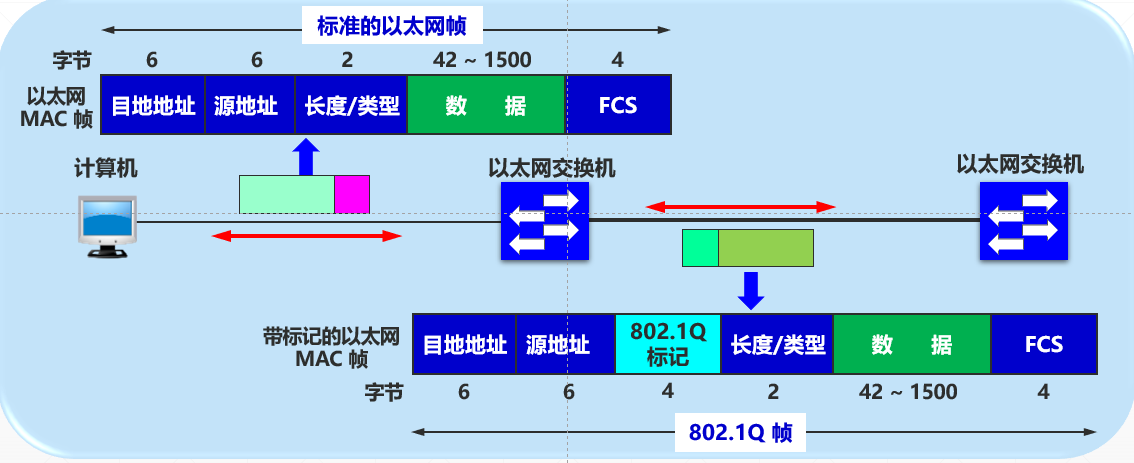 标准的以太网帧
字节 6 6 2 42 ~ 1500 4
以太网
MAC 帧
目地地址 源地址 长度/类型 数 据 FCS
计算机 以太网交换机 以太网交换机
带标记的以太网
MAC 帧
目地地址 源地址 802.1Q
标记 长度/类型 数 据 FCS
字节 6 6 4 2 42 ~ 1500 4
802.1Q 帧